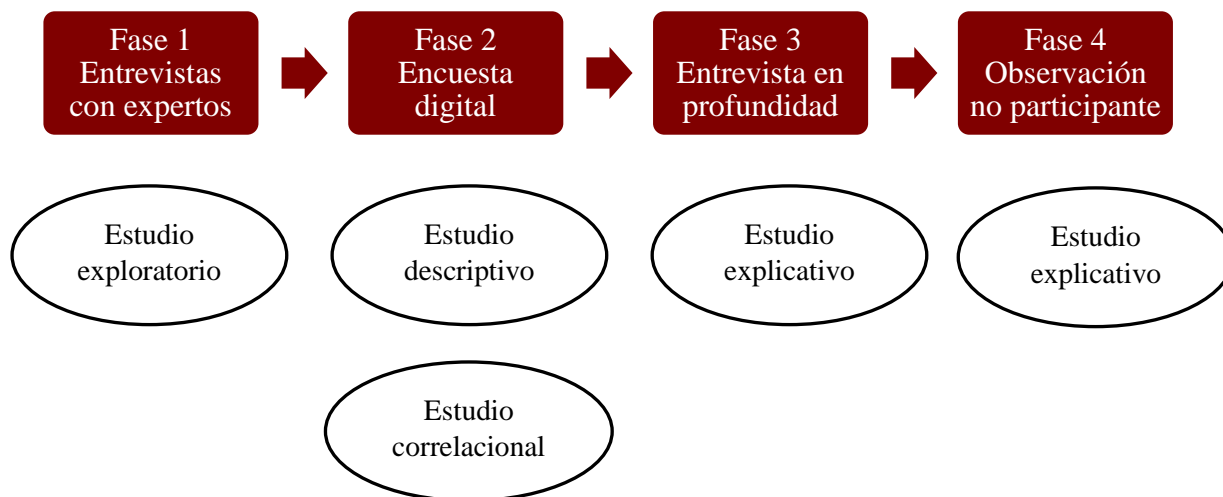 Fase 1
Entrevistas
con expertos
Fase 2
Encuesta
digital
Fase 3
Entrevista en
profundidad
Fase 4
Observación
no participante
Estudio
exploratorio
Estudio
descriptivo
Estudio
explicativo
Estudio
explicativo
Estudio
correlacional